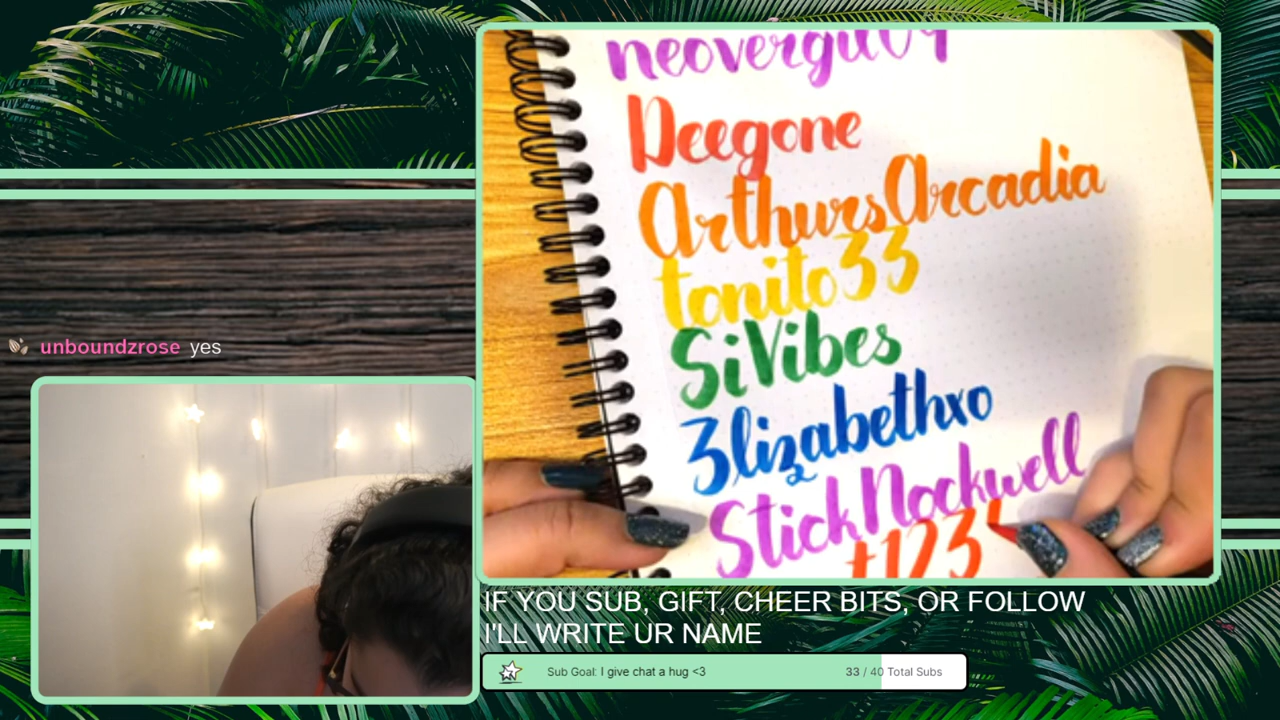 Deegone
ArthursArcadia
tonito33
SiVibes
3lizabethxo
StickNockwell
unboundzrose yes
IF YOU SUB, GIFT, CHEER BITS, OR FOLLOW
I'LL WRITE UR NAME
Sub Goal: I give chat a hug <3
33 / 40 Total Subs